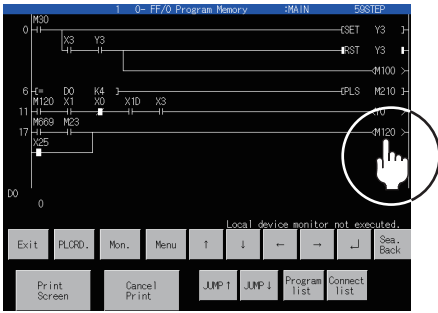 1 0- FF/0 Program Memory :MAIN 59STEP
M30
0 [SET Y3 ]
X3 Y3
[RST Y3 ]
<M100 >
6 [= D0 K4 ] [PLS M210 ]
M120 X1 X0 X1D X3
11 <Y0 >
M669 M23
17 <M120 >
X25
D0
0
Local device monitor not executed.
Exit PLCRD. Mon. Menu ↑ ↓ ← → ↵ Sea. Back
Print Screen Cancel Print JUMP↑ JUMP↓ Program list Connect list